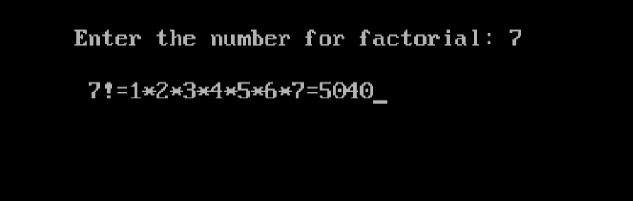 Enter the number for factorial: 7
7!=1*2*3*4*5*6*7=5040_